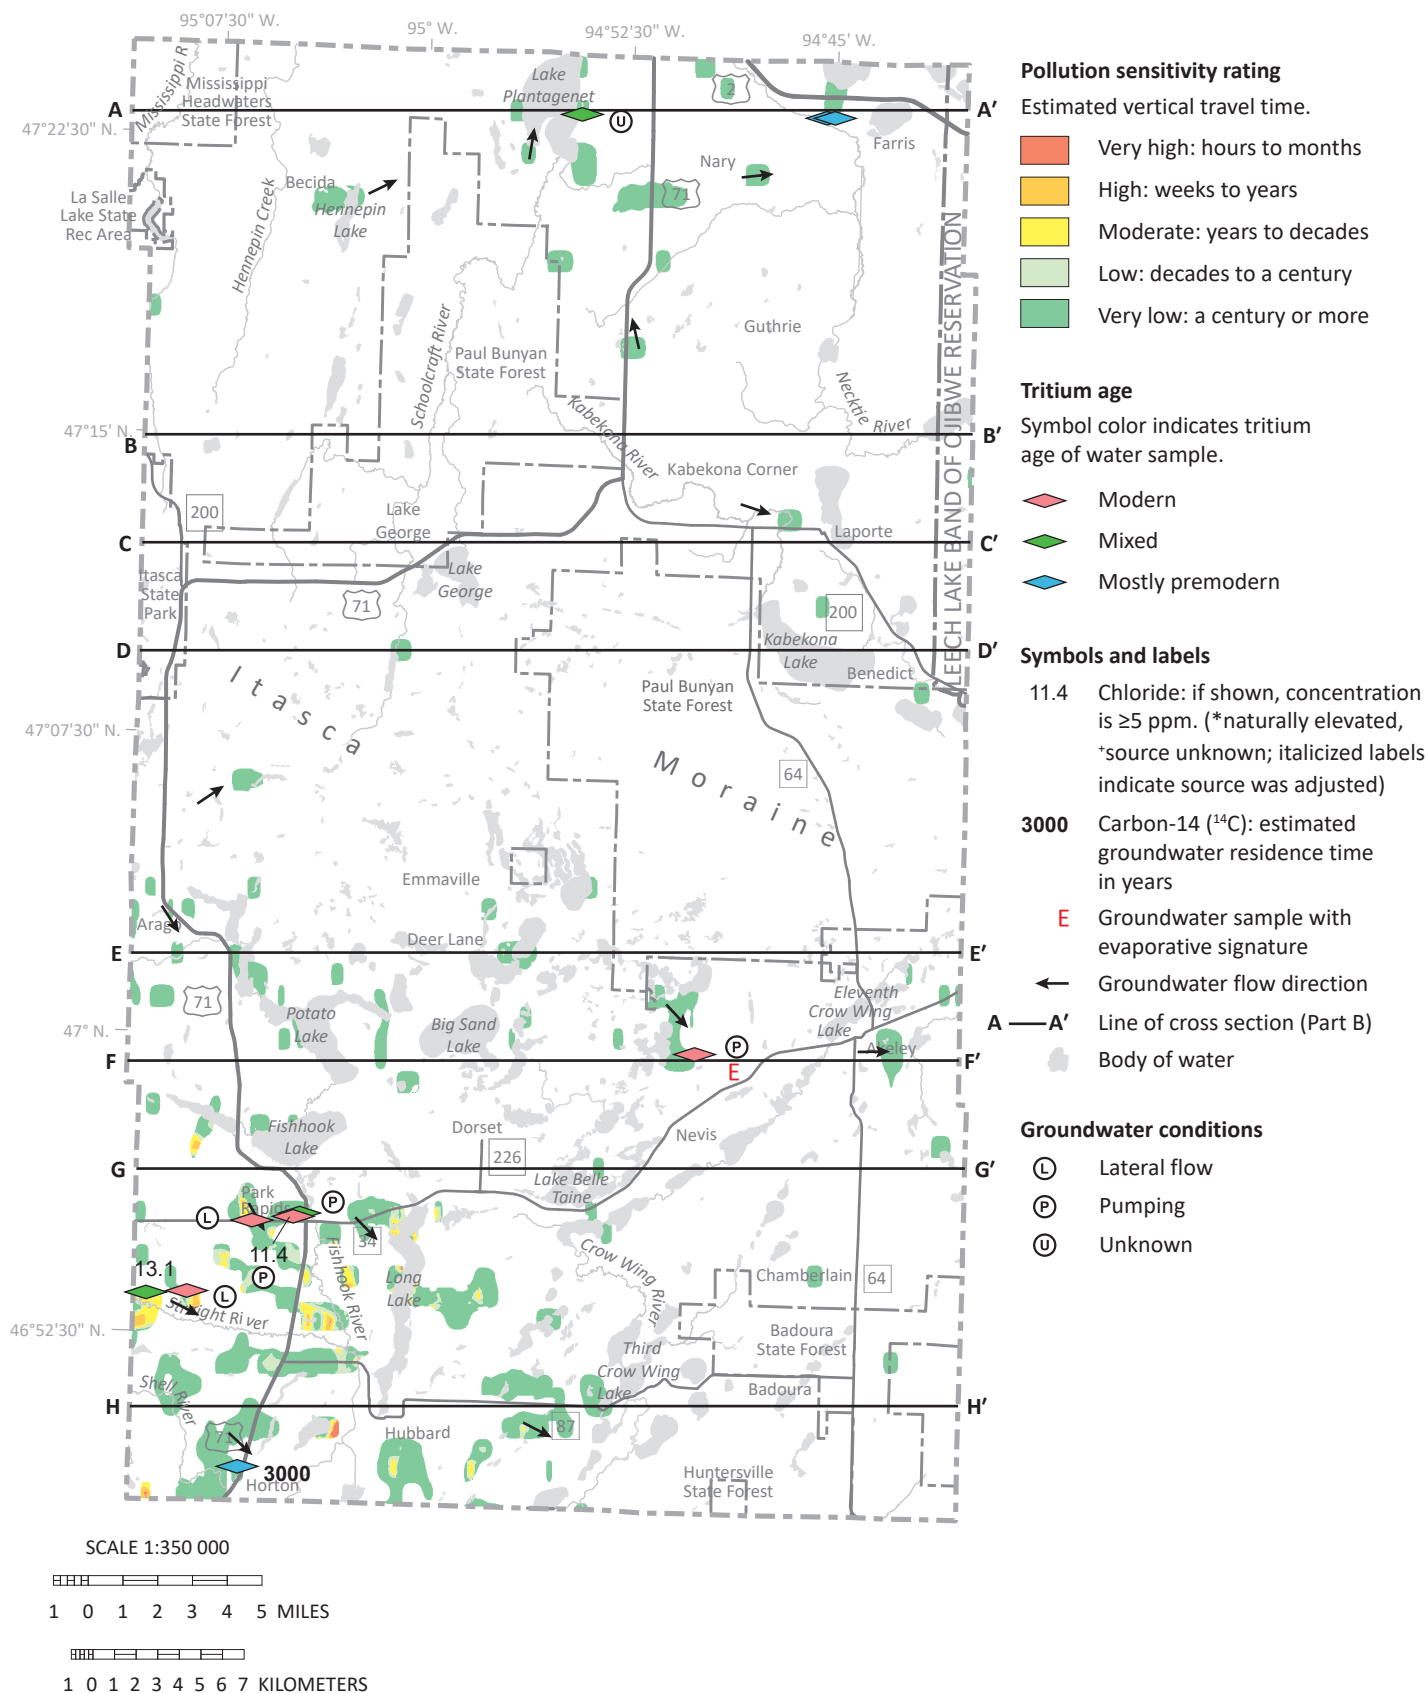 95°07'30" W.
95° W.
94°52'30" W.
94°45' W.
Mississippi R
Mississippi
Headwaters
State Forest
Lake
Plantagenet
2
A
A′
47°22'30" N.
U
Farris
Nary
Becida
71
La Salle
Lake State
Rec Area
Hennepin
Lake
Hennepin Creek
Schoolcraft River
LEECH LAKE BAND OF OJIBWE RESERVATION
Guthrie
Paul Bunyan
State Forest
Necktie
River
Kabekona River
47°15' N.
B
B′
Kabekona Corner
200
Lake
George
Laporte
C
C′
Itasca
State
Park
Lake
George
71
200
Kabekona
Lake
D
D′
Benedict
Itasca
Paul Bunyan
State Forest
47°07'30" N.
Moraine
64
Emmaville
Arago
Deer Lane
E
E′
71
Eleventh
Crow Wing
Lake
Potato
Lake
Big Sand
Lake
47° N.
P
Akeley
F
F′
E
Fishhook
Lake
Dorset
Nevis
226
G
G′
Lake Belle
Taine
Park
Rapids
P
L
34
11.4
Fishhook River
Crow Wing River
13.1
P
Long
Lake
Chamberlain
64
L
Straight River
46°52'30" N.
Badoura
State Forest
Third
Crow Wing
Lake
Badoura
Shell River
H
H′
71
87
Hubbard
3000
Horton
Huntersville
State Forest
SCALE 1:350 000
1 0 1 2 3 4 5 MILES
1 0 1 2 3 4 5 6 7 KILOMETERS
Pollution sensitivity rating
Estimated vertical travel time.
Very high: hours to months
High: weeks to years
Moderate: years to decades
Low: decades to a century
Very low: a century or more
Tritium age
Symbol color indicates tritium
age of water sample.
Modern
Mixed
Mostly premodern
Symbols and labels
11.4 Chloride: if shown, concentration
is ≥5 ppm. (*naturally elevated,
⁺source unknown; italicized labels
indicate source was adjusted)
3000 Carbon-14 (¹⁴C): estimated
groundwater residence time
in years
E Groundwater sample with
evaporative signature
Groundwater flow direction
A — A′ Line of cross section (Part B)
Body of water
Groundwater conditions
L Lateral flow
P Pumping
U Unknown